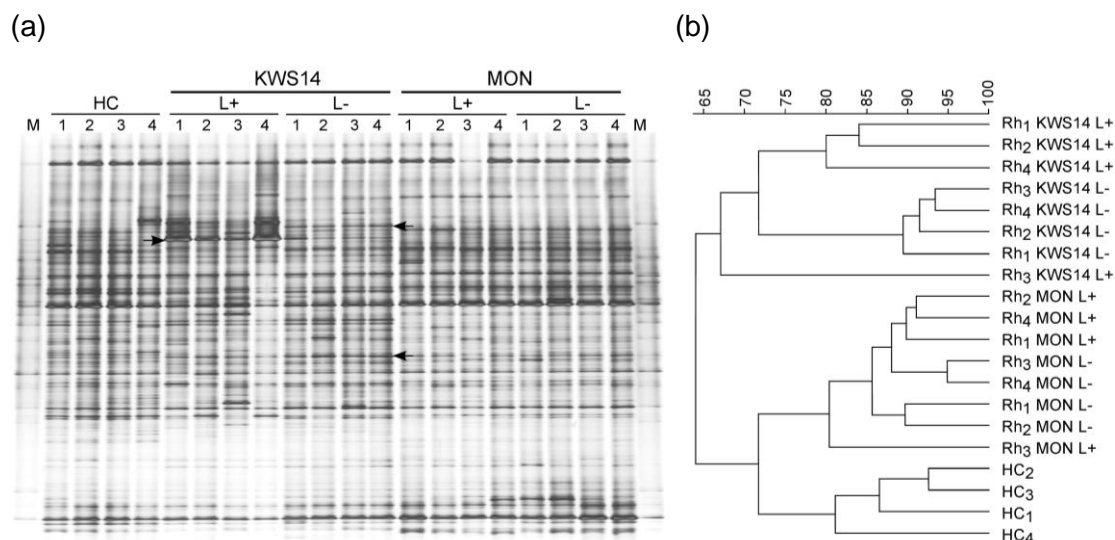 (a)
KWS14 MON
HC L+ L- L+ L-
M 1 2 3 4 1 2 3 4 1 2 3 4 1 2 3 4 1 2 3 4 M
(b)
65 70 75 80 85 90 95 100
Rh1 KWS14 L+
Rh2 KWS14 L+
Rh4 KWS14 L+
Rh3 KWS14 L-
Rh4 KWS14 L-
Rh2 KWS14 L-
Rh1 KWS14 L-
Rh3 KWS14 L+
Rh2 MON L+
Rh4 MON L+
Rh1 MON L+
Rh3 MON L-
Rh4 MON L-
Rh1 MON L-
Rh2 MON L-
Rh3 MON L+
HC2
HC3
HC1
HC4